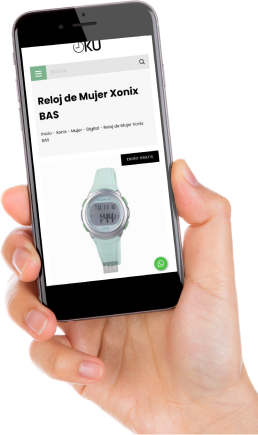 OKU
Buscar
Reloj de Mujer Xonix
BAS
Inicio - Xonix - Mujer - Digital - Reloj de Mujer Xonix
BAS
ENVÍO GRATIS